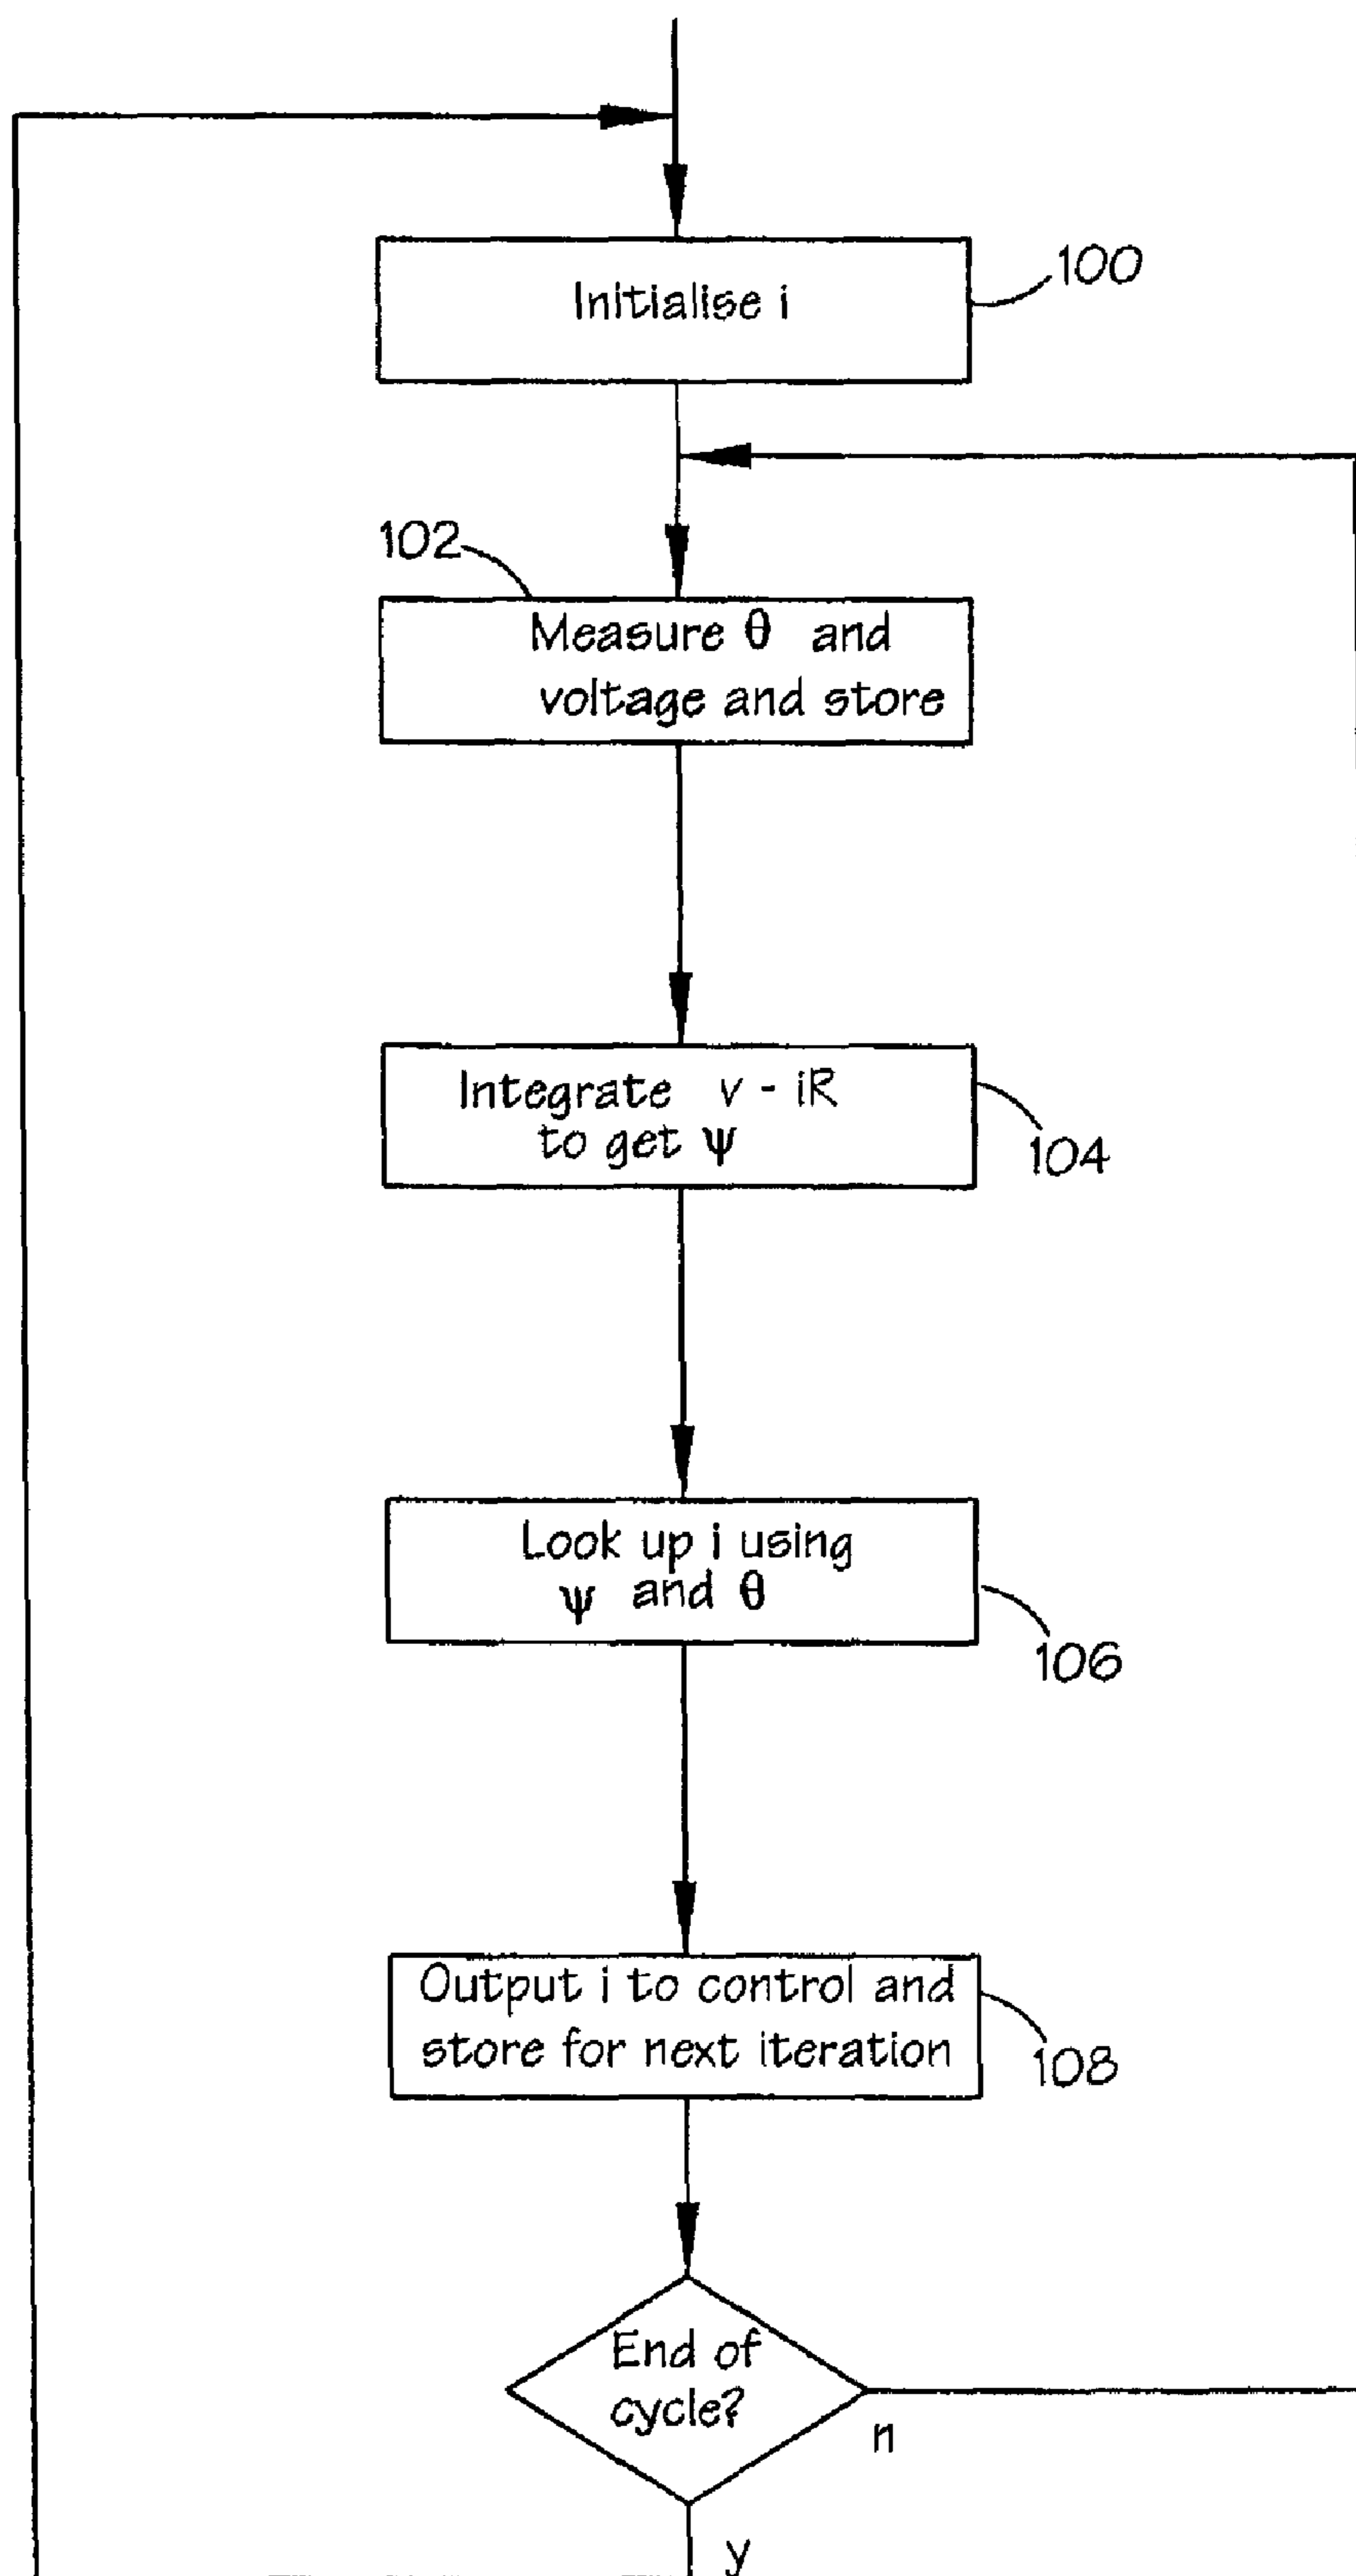 Initialise i
100
102
Measure θ and
voltage and store
Integrate v - iR
to get ψ
104
Look up i using
ψ and θ
106
Output i to control and
store for next iteration
108
End of
cycle?
n
y